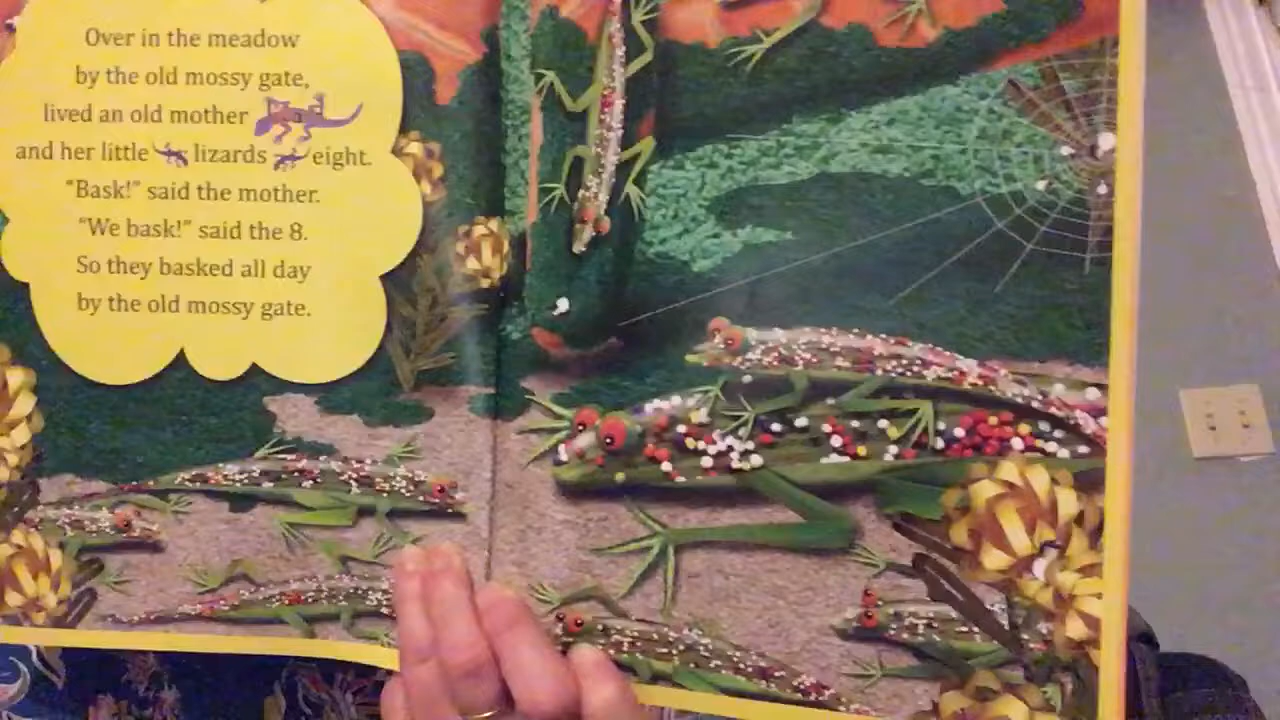 Over in the meadow
by the old mossy gate,
lived an old mother lizard
and her little lizards eight.
"Bask!" said the mother.
"We bask!" said the 8.
So they basked all day
by the old mossy gate.